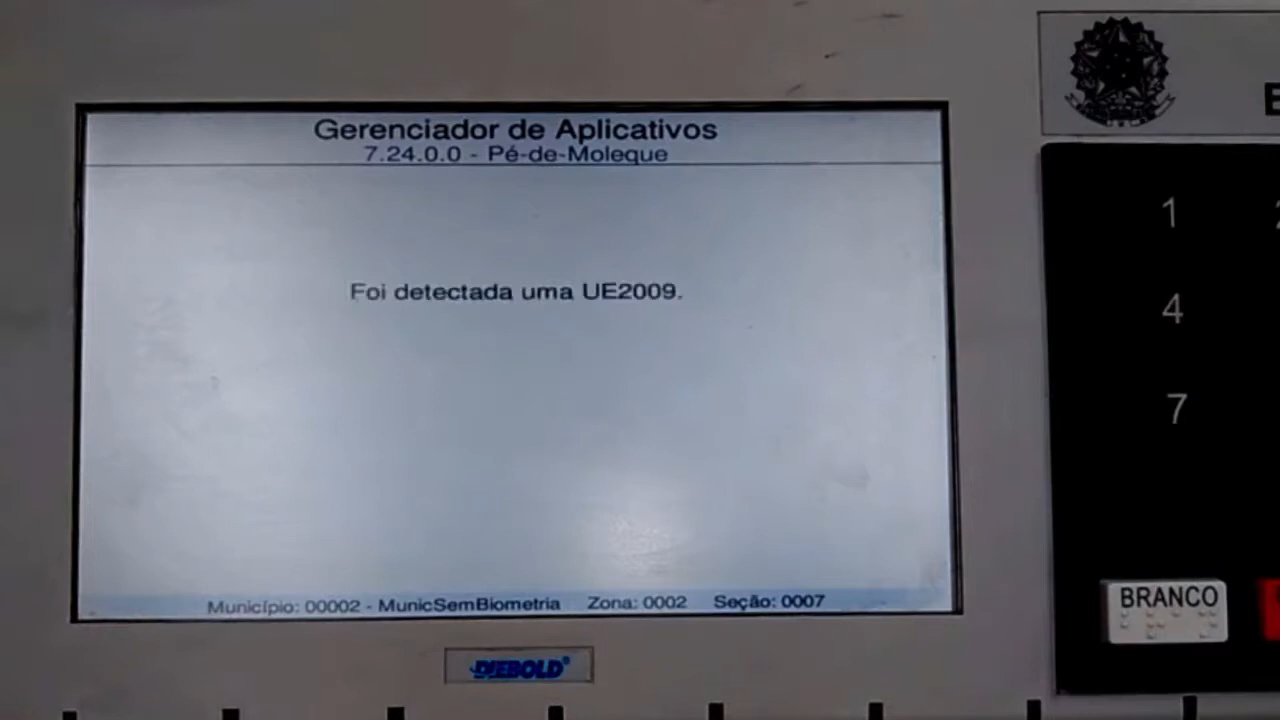 Gerenciador de Aplicativos
7.24.0.0 - Pé-de-Moleque
Foi detectada uma UE2009.
Município: 00002 - MunicSemBiometria Zona: 0002 Seção: 0007
DIEBOLD
1
4
7
BRANCO